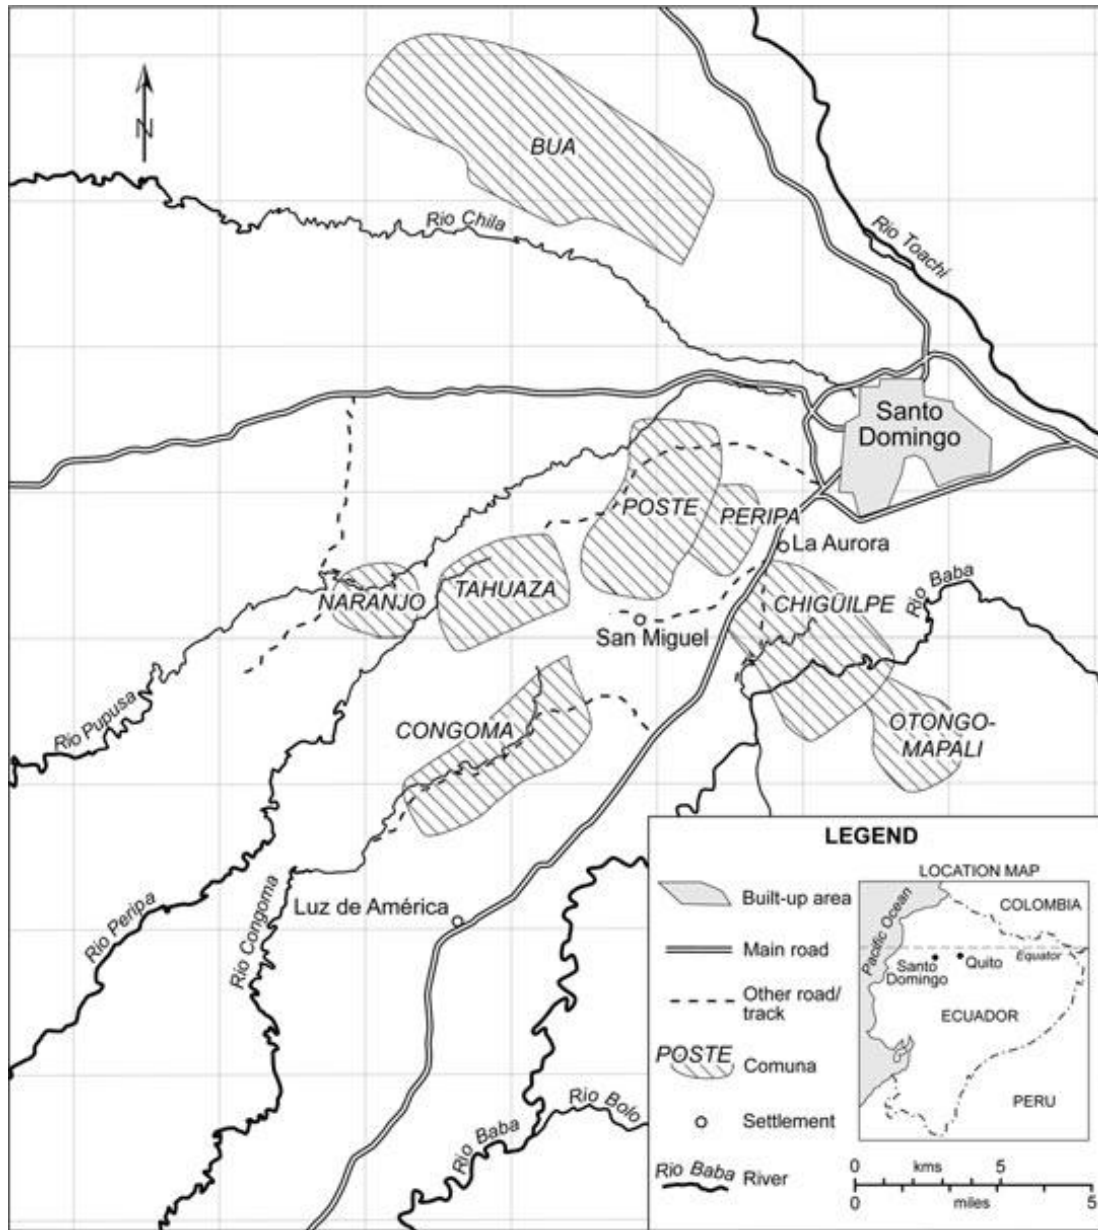 N
BUA
Rio Chila
Rio Toachi
Santo
Domingo
POSTE
PERIPA
La Aurora
NARANJO
TAHUAZA
CHIGÜILPE
Rio Baba
San Miguel
Rio Pupusa
CONGOMA
OTONGO-
MAPALI
Rio Peripa
Rio Congoma
Luz de América
Rio Baba
Rio Bolo
LEGEND
Built-up area
Main road
Other road/
track
POSTE
Comuna
Settlement
Rio Baba
River
LOCATION MAP
Pacific Ocean
COLOMBIA
Equator
Santo
Domingo
Quito
ECUADOR
PERU
0 kms 5
0 miles 5